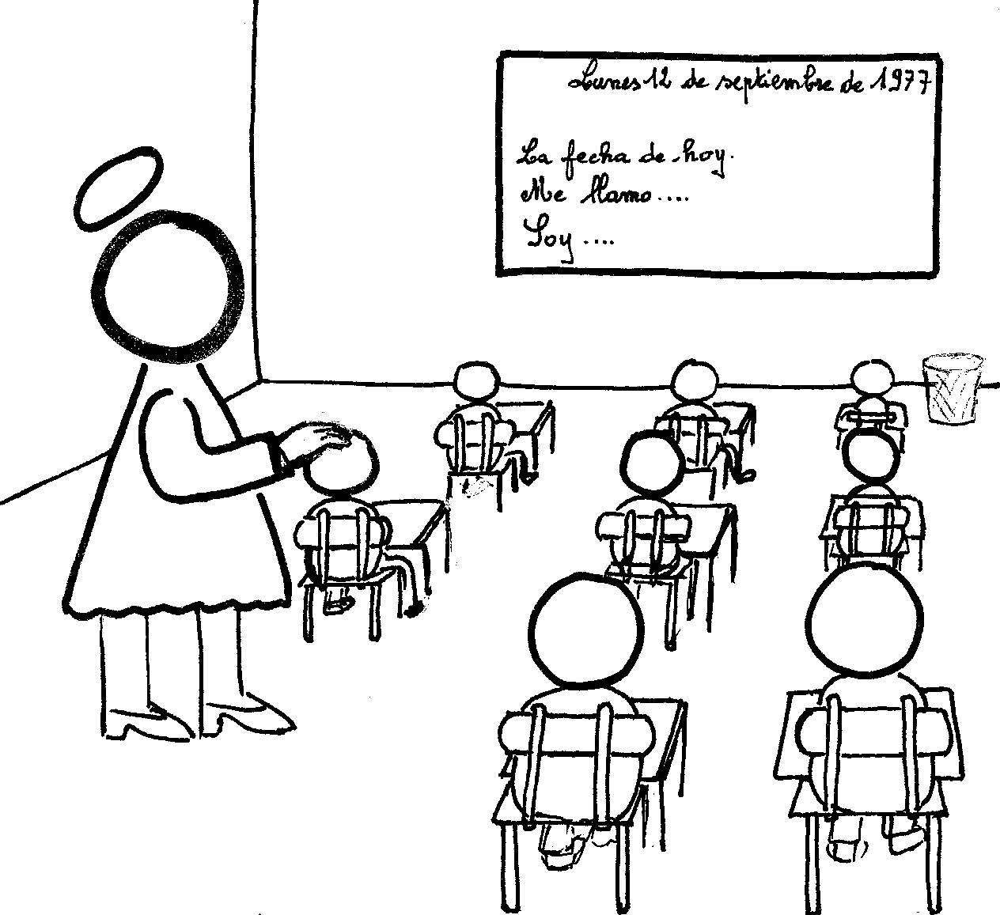 Lunes 12 de septiembre de 1977
La fecha de hoy.
Me llamo....
Soy ....